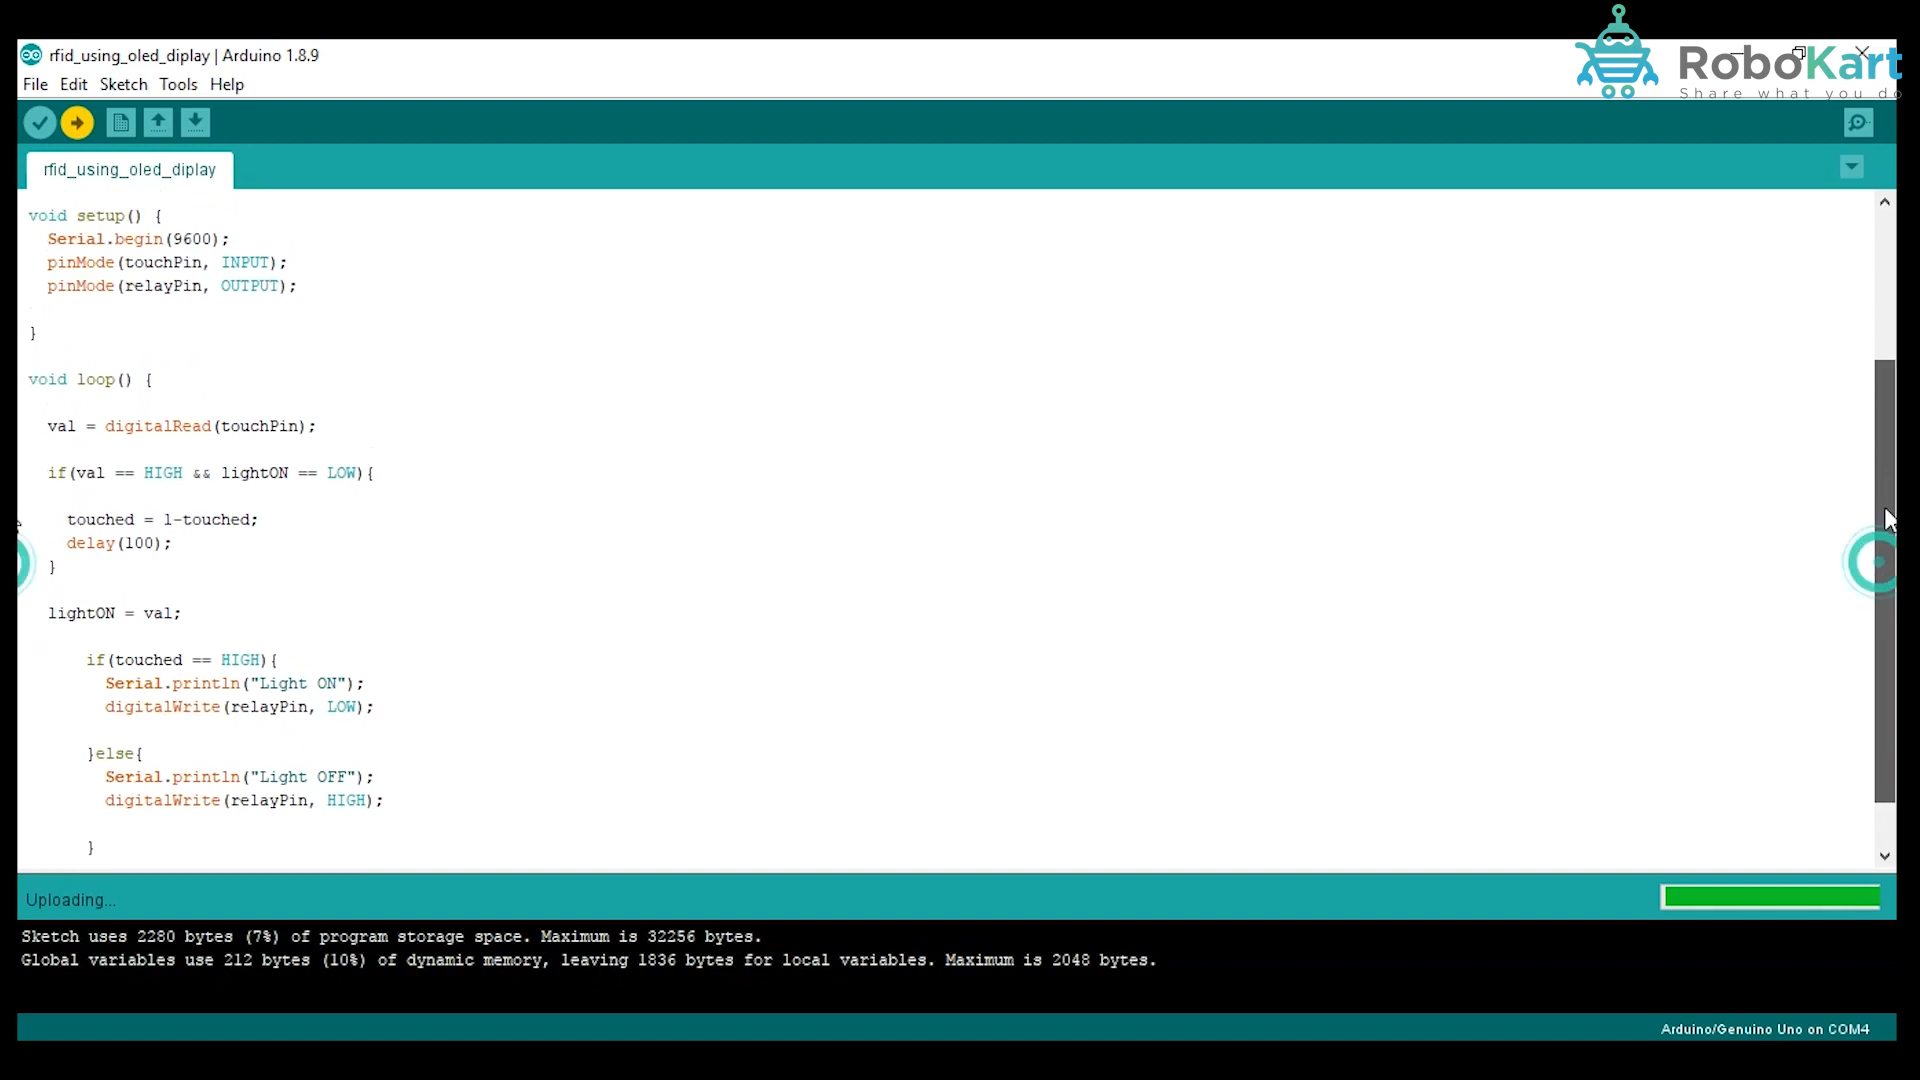 rfid_using_oled_diplay | Arduino 1.8.9
RoboKart
Share what you do
File Edit Sketch Tools Help
rfid_using_oled_diplay
void setup() {
Serial.begin(9600);
pinMode(touchPin, INPUT);
pinMode(relayPin, OUTPUT);
}
void loop() {
val = digitalRead(touchPin);
if(val == HIGH && lightON == LOW){
touched = 1-touched;
delay(100);
}
lightON = val;
if(touched == HIGH){
Serial.println("Light ON");
digitalWrite(relayPin, LOW);
}else{
Serial.println("Light OFF");
digitalWrite(relayPin, HIGH);
}
Uploading...
Sketch uses 2280 bytes (7%) of program storage space. Maximum is 32256 bytes.
Global variables use 212 bytes (10%) of dynamic memory, leaving 1836 bytes for local variables. Maximum is 2048 bytes.
Arduino/Genuino Uno on COM4